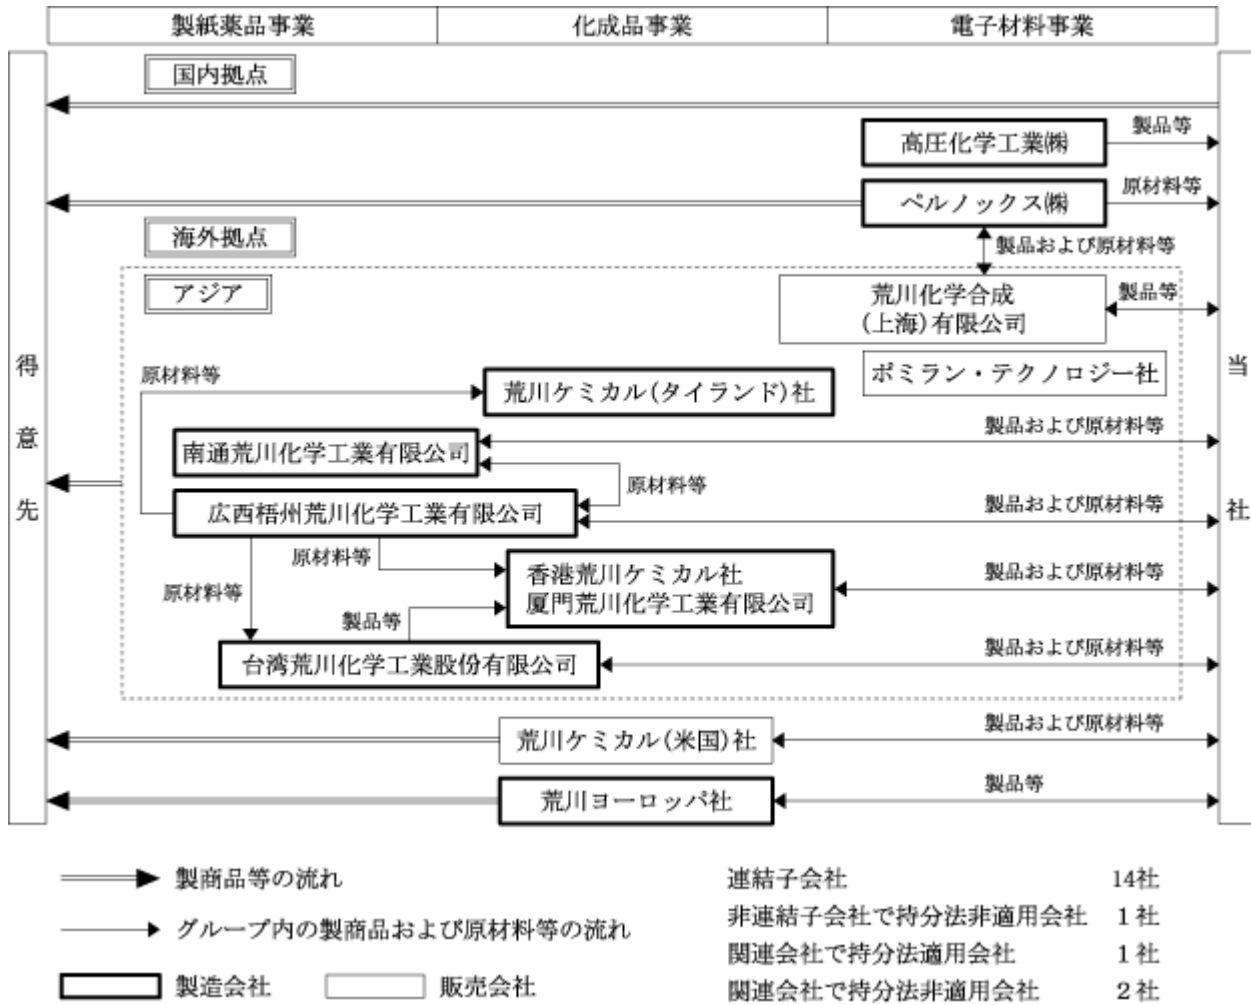 製紙薬品事業
化成品事業
電子材料事業
国内拠点
高圧化学工業㈱
製品等
ペルノックス㈱
原材料等
海外拠点
製品および原材料等
アジア
荒川化学合成
(上海)有限公司
製品等
ポミラン・テクノロジー社
原材料等
荒川ケミカル(タイランド)社
得意先
当社
南通荒川化学工業有限公司
製品および原材料等
原材料等
広西梧州荒川化学工業有限公司
製品および原材料等
原材料等
原材料等
香港荒川ケミカル社
厦門荒川化学工業有限公司
製品および原材料等
製品等
台湾荒川化学工業股份有限公司
製品および原材料等
荒川ケミカル(米国)社
製品および原材料等
荒川ヨーロッパ社
製品等
製商品等の流れ
グループ内の製商品および原材料等の流れ
製造会社
販売会社
連結子会社 14社
非連結子会社で持分法非適用会社 1社
関連会社で持分法適用会社 1社
関連会社で持分法非適用会社 2社